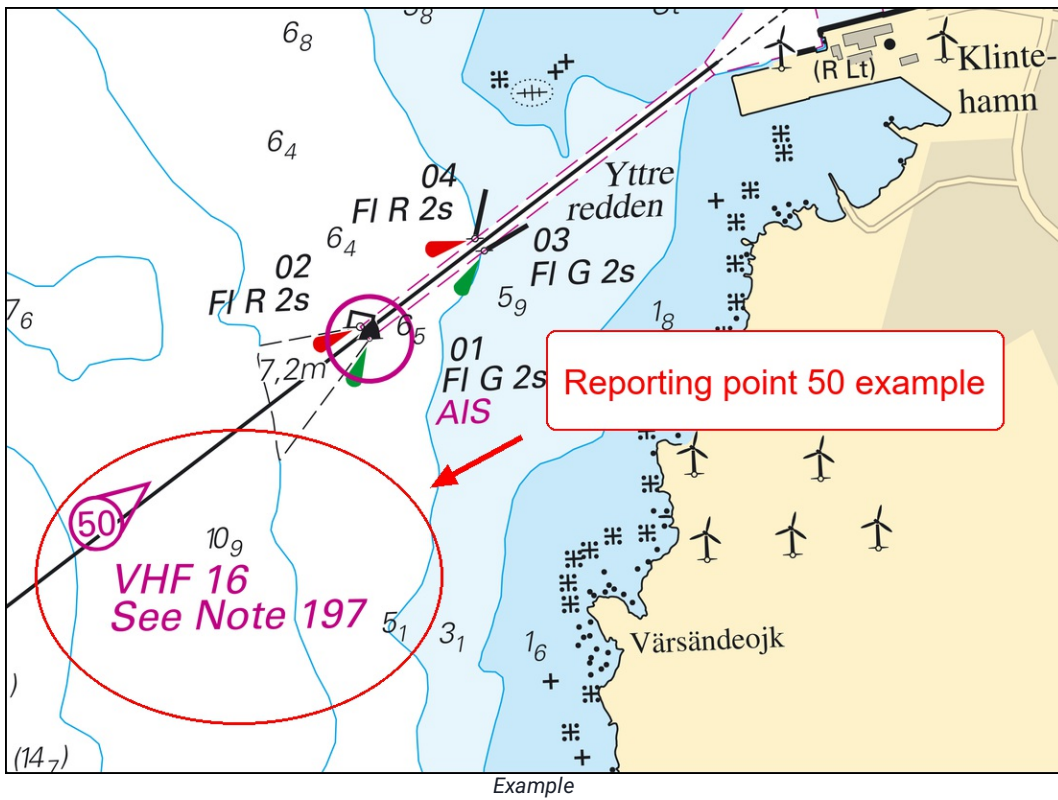 6₈
8
(R Lt)
Klinte-
hamn
6₄
04
Fl R 2s
Yttre
redden
6₄
03
Fl G 2s
02
Fl R 2s
5₉
7₆
6₅
1₈
01
Fl G 2s
AIS
7,2m
Reporting point 50 example
50
10₉
VHF 16
See Note 197
5₁
3₁
1₆
Värsändeojk
)
(14₇)
Example